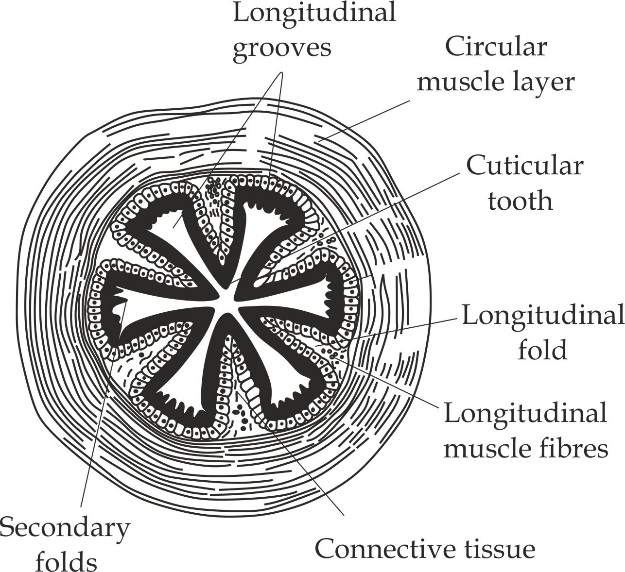 Longitudinal
grooves
Circular
muscle layer
Cuticular
tooth
Longitudinal
fold
Longitudinal
muscle fibres
Connective tissue
Secondary
folds